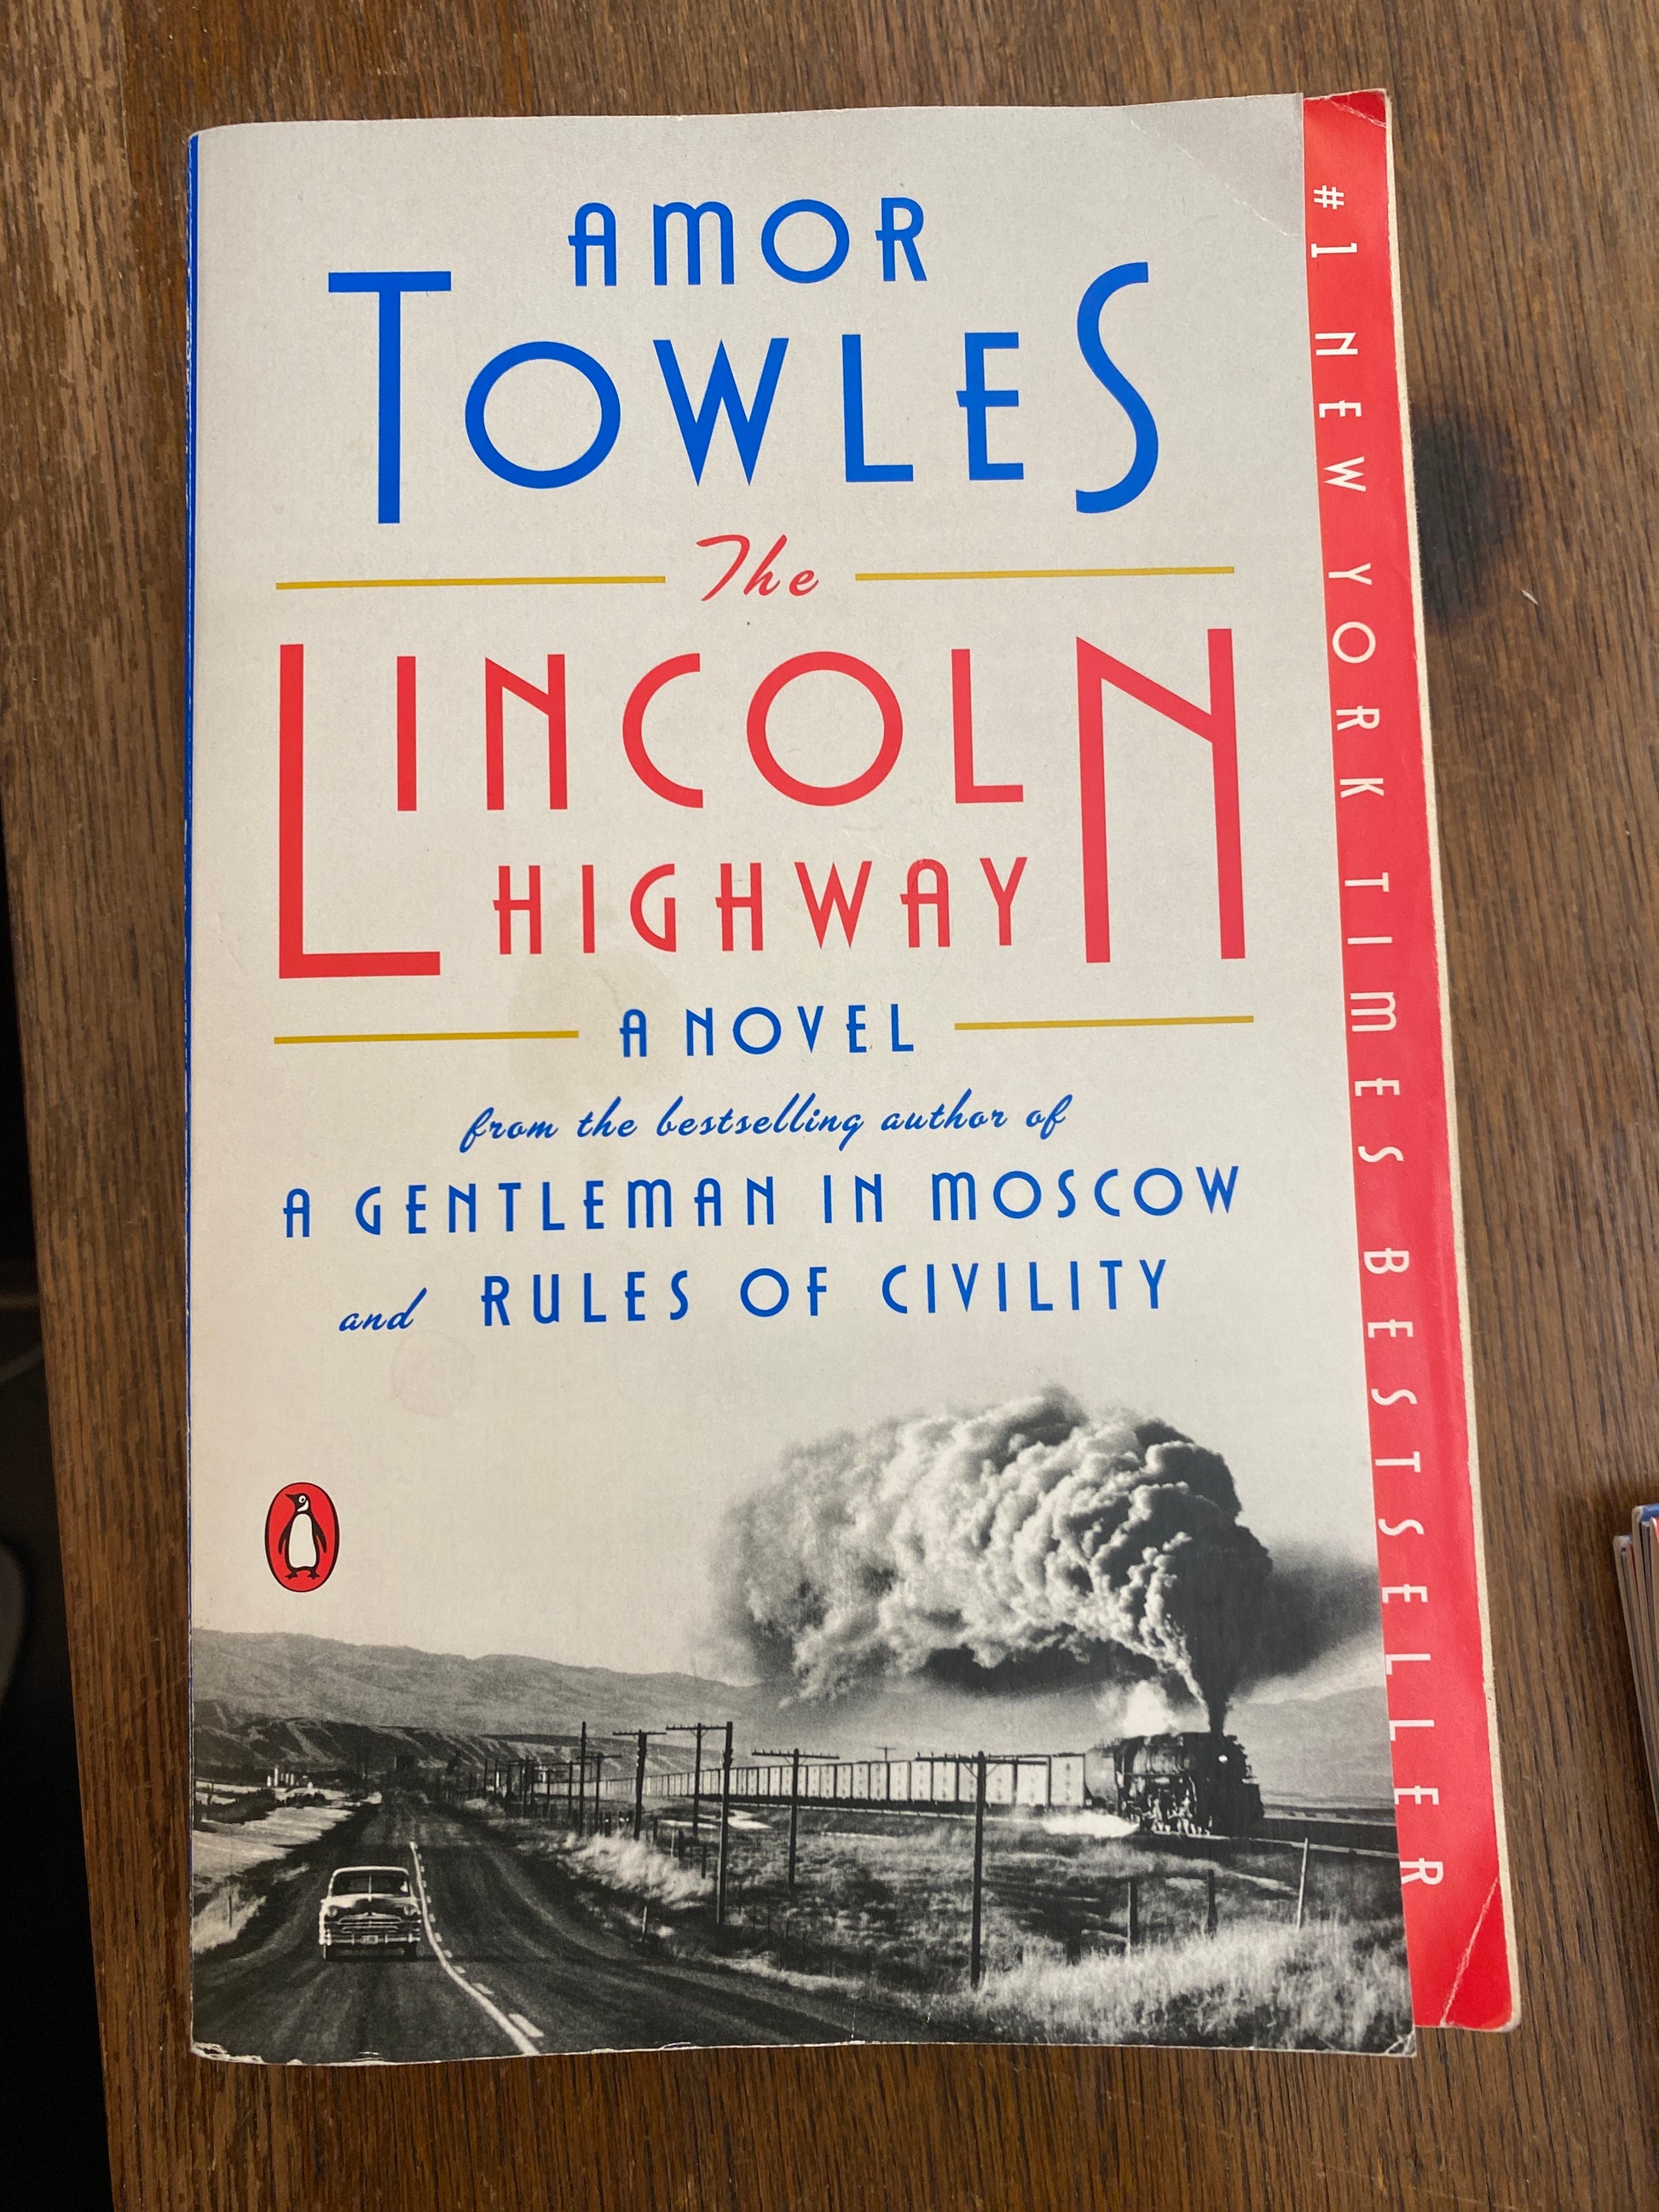 AMOR
TOWLES
The
LINCOLN
HIGHWAY
A NOVEL
from the bestselling author of
A GENTLEMAN IN MOSCOW
and RULES OF CIVILITY
#1 NEW YORK TIMES BESTSELLER